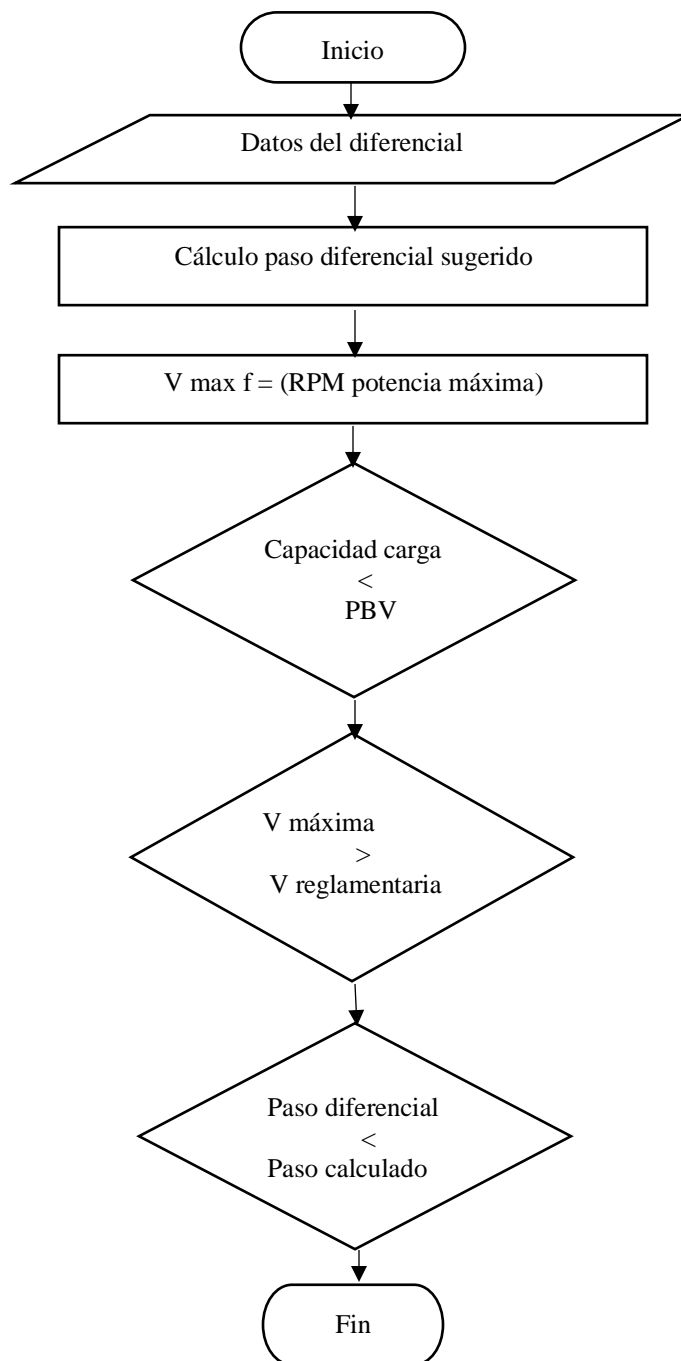 Inicio
Datos del diferencial
Cálculo paso diferencial sugerido
V max f = (RPM potencia máxima)
Capacidad carga
<
PBV
V máxima
>
V reglamentaria
Paso diferencial
<
Paso calculado
Fin